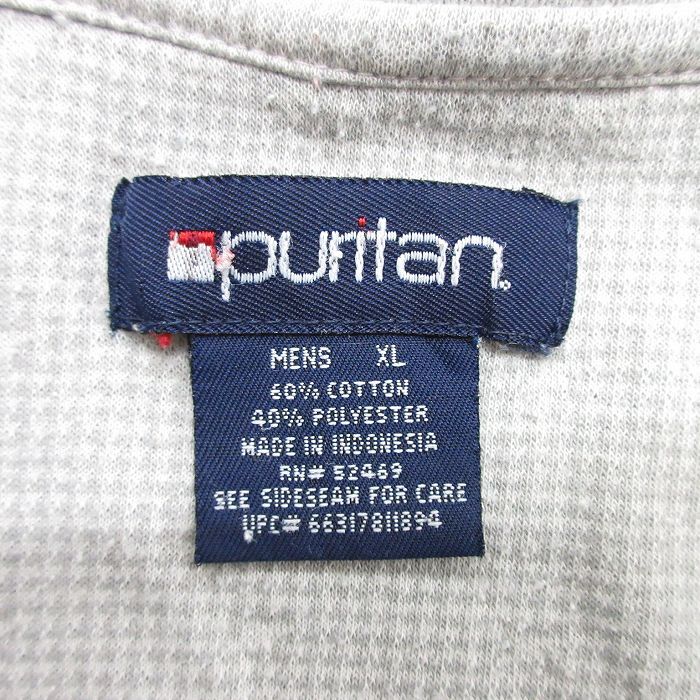 puritan.
MENS XL
60% COTTON
40% POLYESTER
MADE IN INDONESIA
RN# 52469
SEE SIDESEAM FOR CARE
UPC# 66317811894